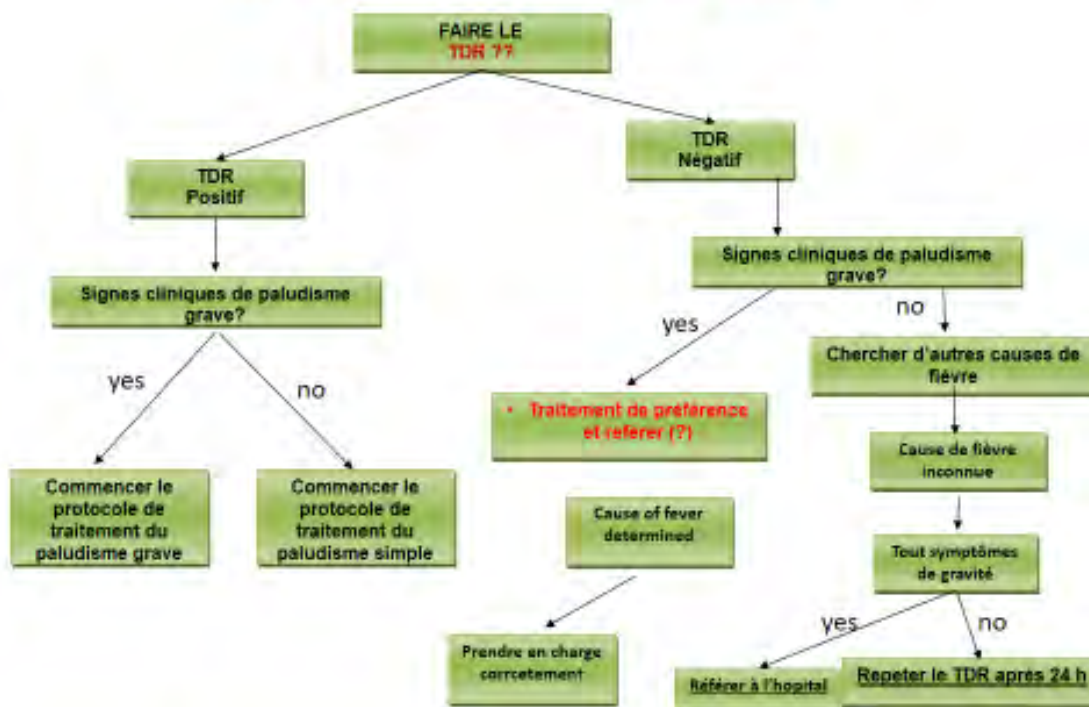 FAIRE LE
TDR ??
TDR
Négatif
TDR
Positif
Signes cliniques de paludisme
grave?
Signes cliniques de paludisme
grave?
yes
no
yes
no
Chercher d'autres causes de
fièvre
• Traitement de préférence
et referer (?)
Cause de fièvre
inconnue
Commencer le
protocole de
traitement du
paludisme grave
Commencer le
protocole de
traitement du
paludisme simple
Cause of fever
determined
Tout symptômes
de gravité
yes
no
Prendre en charge
corrcetement
Référer à l'hopital
Repeter le TDR après 24 h